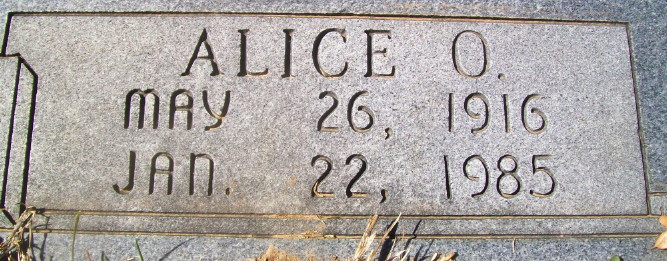 ALICE O.
MAY 26, 1916
JAN. 22, 1985